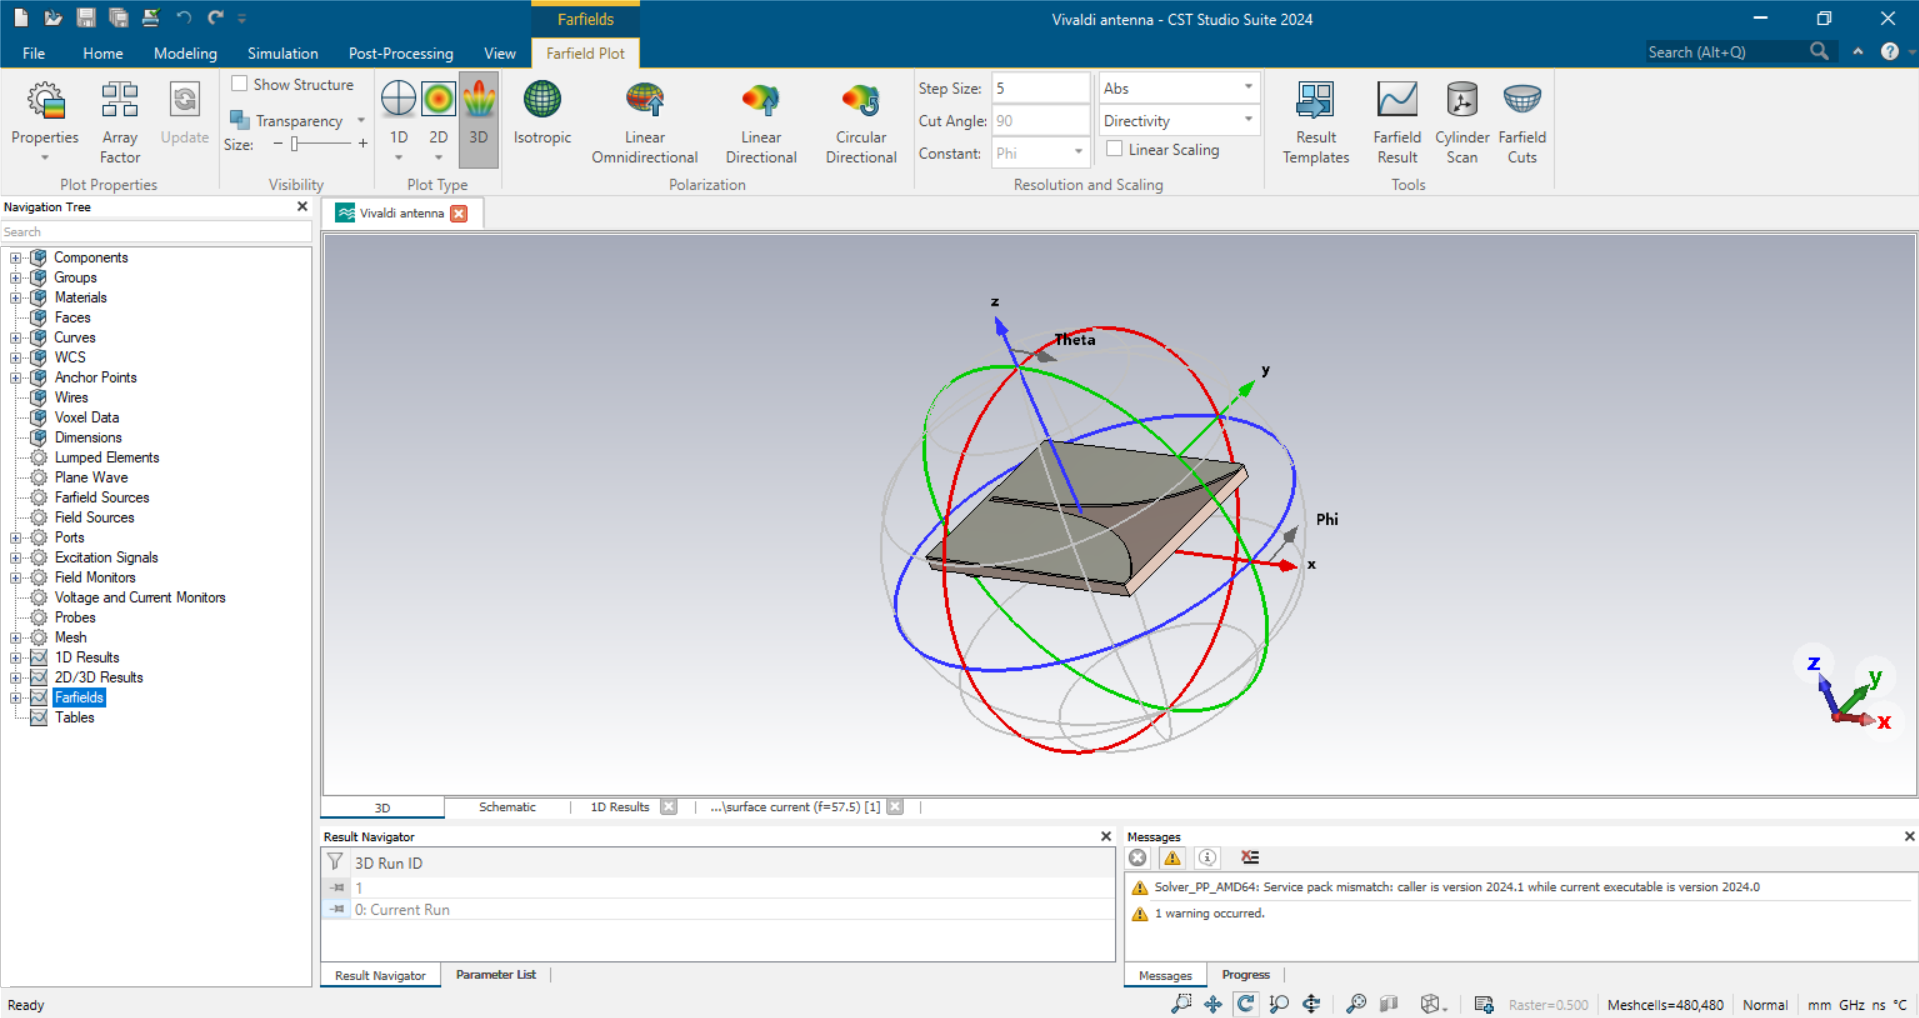 Farfields
Vivaldi antenna - CST Studio Suite 2024
File
Home
Modeling
Simulation
Post-Processing
View
Farfield Plot
Search (Alt+Q)
Properties
Array
Factor
Update
Plot Properties
Show Structure
Transparency
Size:
Visibility
1D
2D
3D
Plot Type
Isotropic
Linear
Omnidirectional
Linear
Directional
Circular
Directional
Polarization
Step Size:
5
Cut Angle:
90
Constant:
Phi
Abs
Directivity
Linear Scaling
Resolution and Scaling
Result
Templates
Farfield
Result
Cylinder
Scan
Farfield
Cuts
Tools
Navigation Tree
Search
Components
Groups
Materials
Faces
Curves
WCS
Anchor Points
Wires
Voxel Data
Dimensions
Lumped Elements
Plane Wave
Farfield Sources
Field Sources
Ports
Excitation Signals
Field Monitors
Voltage and Current Monitors
Probes
Mesh
1D Results
2D/3D Results
Farfields
Tables
Vivaldi antenna
z
Theta
y
Phi
x
z
y
x
3D
Schematic
1D Results
...\surface current (f=57.5) [1]
Result Navigator
3D Run ID
1
0: Current Run
Result Navigator
Parameter List
Messages
Solver_PP_AMD64: Service pack mismatch: caller is version 2024.1 while current executable is version 2024.0
1 warning occurred.
Messages
Progress
Ready
Raster=0.500
Meshcells=480,480
Normal
mm GHz ns °C